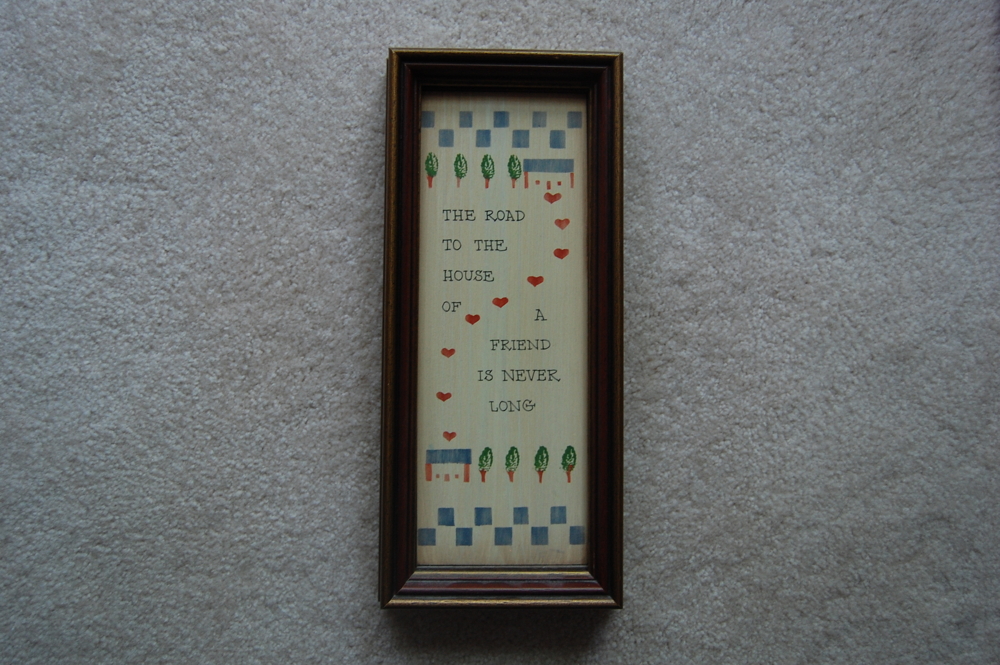 THE ROAD
TO THE
HOUSE
OF
A
FRIEND
IS NEVER
LONG